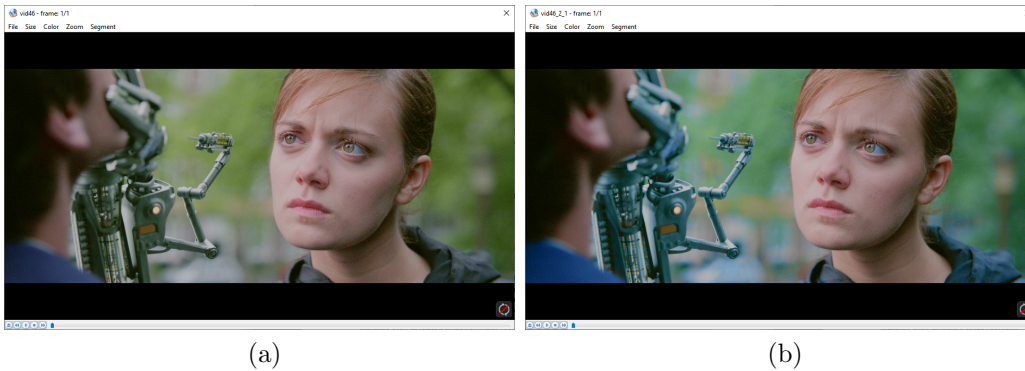 vid46 - frame: 1/1
File Size Color Zoom Segment
vid46_2_1 - frame: 1/1
File Size Color Zoom Segment
(a)
(b)